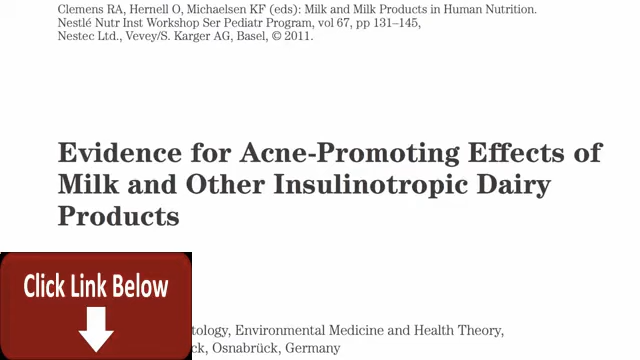 Clemens RA, Hernell O, Michaelsen KF (eds): Milk and Milk Products in Human Nutrition.
Nestlé Nutr Inst Workshop Ser Pediatr Program, vol 67, pp 131–145,
Nestec Ltd., Vevey/S. Karger AG, Basel, © 2011.
Evidence for Acne-Promoting Effects of
Milk and Other Insulinotropic Dairy
Products
Click Link Below
tology, Environmental Medicine and Health Theory,
ck, Osnabrück, Germany